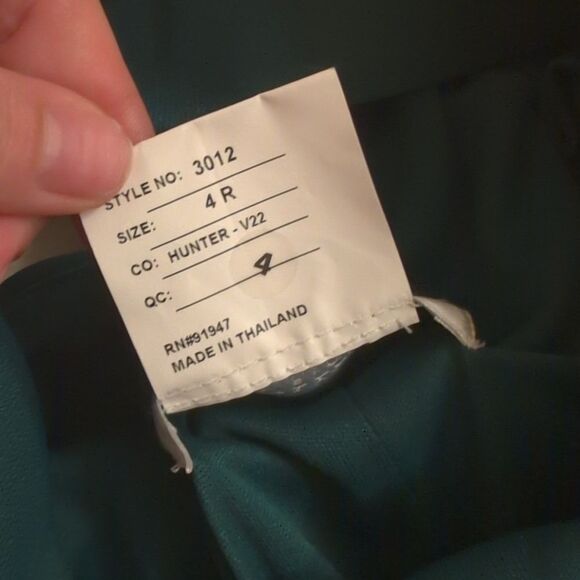 STYLE NO: 3012
SIZE: 4 R
CO: HUNTER - V22
QC: 4
RN#91947
MADE IN THAILAND